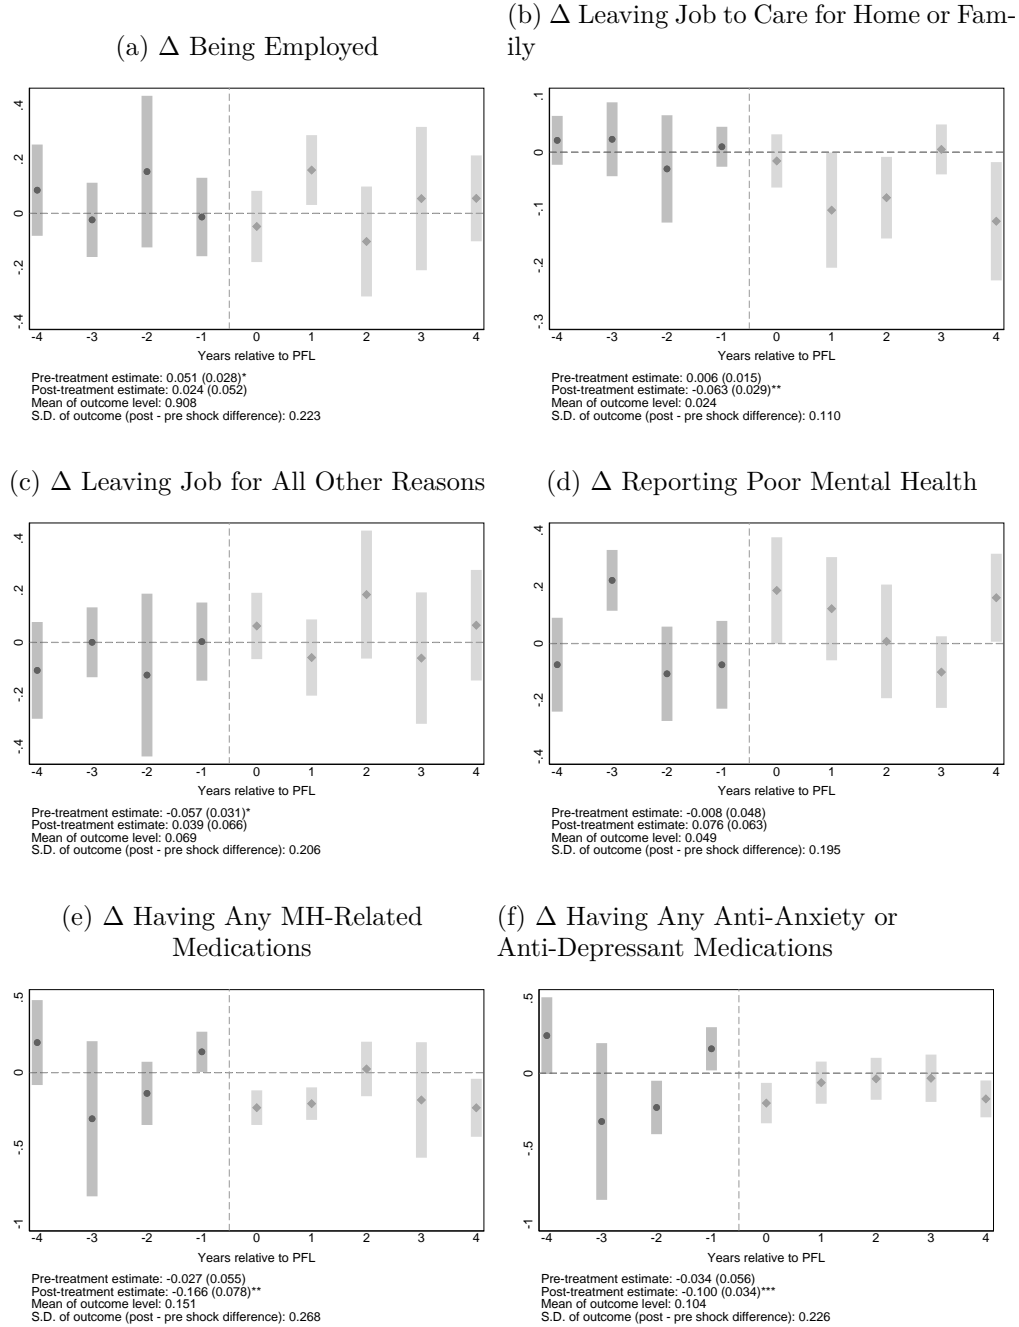 (a) Δ Being Employed
.4
.2
0
-.2
-.4
-4 -3 -2 -1 0 1 2 3 4
Years relative to PFL
Pre-treatment estimate: 0.051 (0.028)*
Post-treatment estimate: 0.024 (0.052)
Mean of outcome level: 0.908
S.D. of outcome (post - pre shock difference): 0.223
(b) Δ Leaving Job to Care for Home or Fam-
ily
.1
0
-.1
-.2
-.3
-4 -3 -2 -1 0 1 2 3 4
Years relative to PFL
Pre-treatment estimate: 0.006 (0.015)
Post-treatment estimate: -0.063 (0.029)**
Mean of outcome level: 0.024
S.D. of outcome (post - pre shock difference): 0.110
(c) Δ Leaving Job for All Other Reasons
.4
.2
0
-.2
-.4
-4 -3 -2 -1 0 1 2 3 4
Years relative to PFL
Pre-treatment estimate: -0.057 (0.031)*
Post-treatment estimate: 0.039 (0.066)
Mean of outcome level: 0.069
S.D. of outcome (post - pre shock difference): 0.206
(d) Δ Reporting Poor Mental Health
.4
.2
0
-.2
-.4
-4 -3 -2 -1 0 1 2 3 4
Years relative to PFL
Pre-treatment estimate: -0.008 (0.048)
Post-treatment estimate: 0.076 (0.063)
Mean of outcome level: 0.049
S.D. of outcome (post - pre shock difference): 0.195
(e) Δ Having Any MH-Related
Medications
.5
0
-.5
-1
-4 -3 -2 -1 0 1 2 3 4
Years relative to PFL
Pre-treatment estimate: -0.027 (0.055)
Post-treatment estimate: -0.166 (0.078)**
Mean of outcome level: 0.151
S.D. of outcome (post - pre shock difference): 0.268
(f) Δ Having Any Anti-Anxiety or
Anti-Depressant Medications
.5
0
-.5
-1
-4 -3 -2 -1 0 1 2 3 4
Years relative to PFL
Pre-treatment estimate: -0.034 (0.056)
Post-treatment estimate: -0.100 (0.034)***
Mean of outcome level: 0.104
S.D. of outcome (post - pre shock difference): 0.226